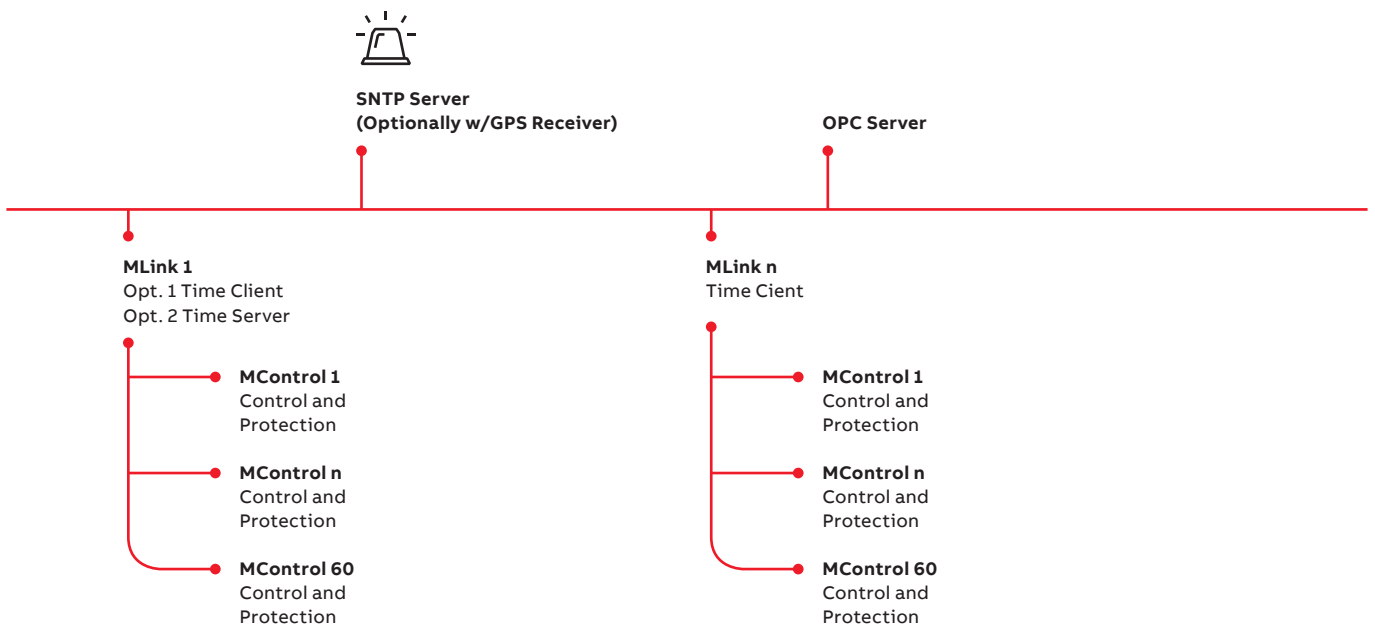 SNTP Server
(Optionally w/GPS Receiver)
OPC Server
MLink 1
Opt. 1 Time Client
Opt. 2 Time Server
MLink n
Time Cient
MControl 1
Control and
Protection
MControl n
Control and
Protection
MControl 60
Control and
Protection
MControl 1
Control and
Protection
MControl n
Control and
Protection
MControl 60
Control and
Protection